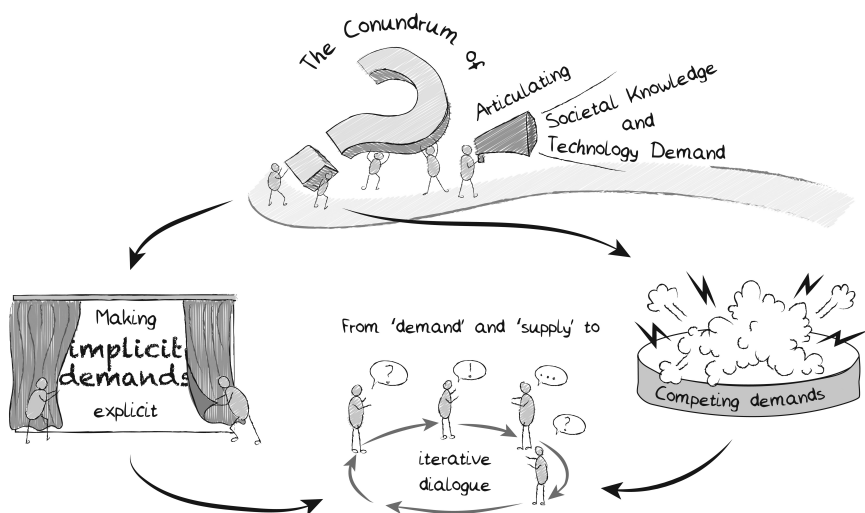 The Conundrum of
Articulating
Societal Knowledge
and
Technology Demand
Making
implicit
demands
explicit
From 'demand' and 'supply' to
?
!
...
?
iterative
dialogue
Competing demands